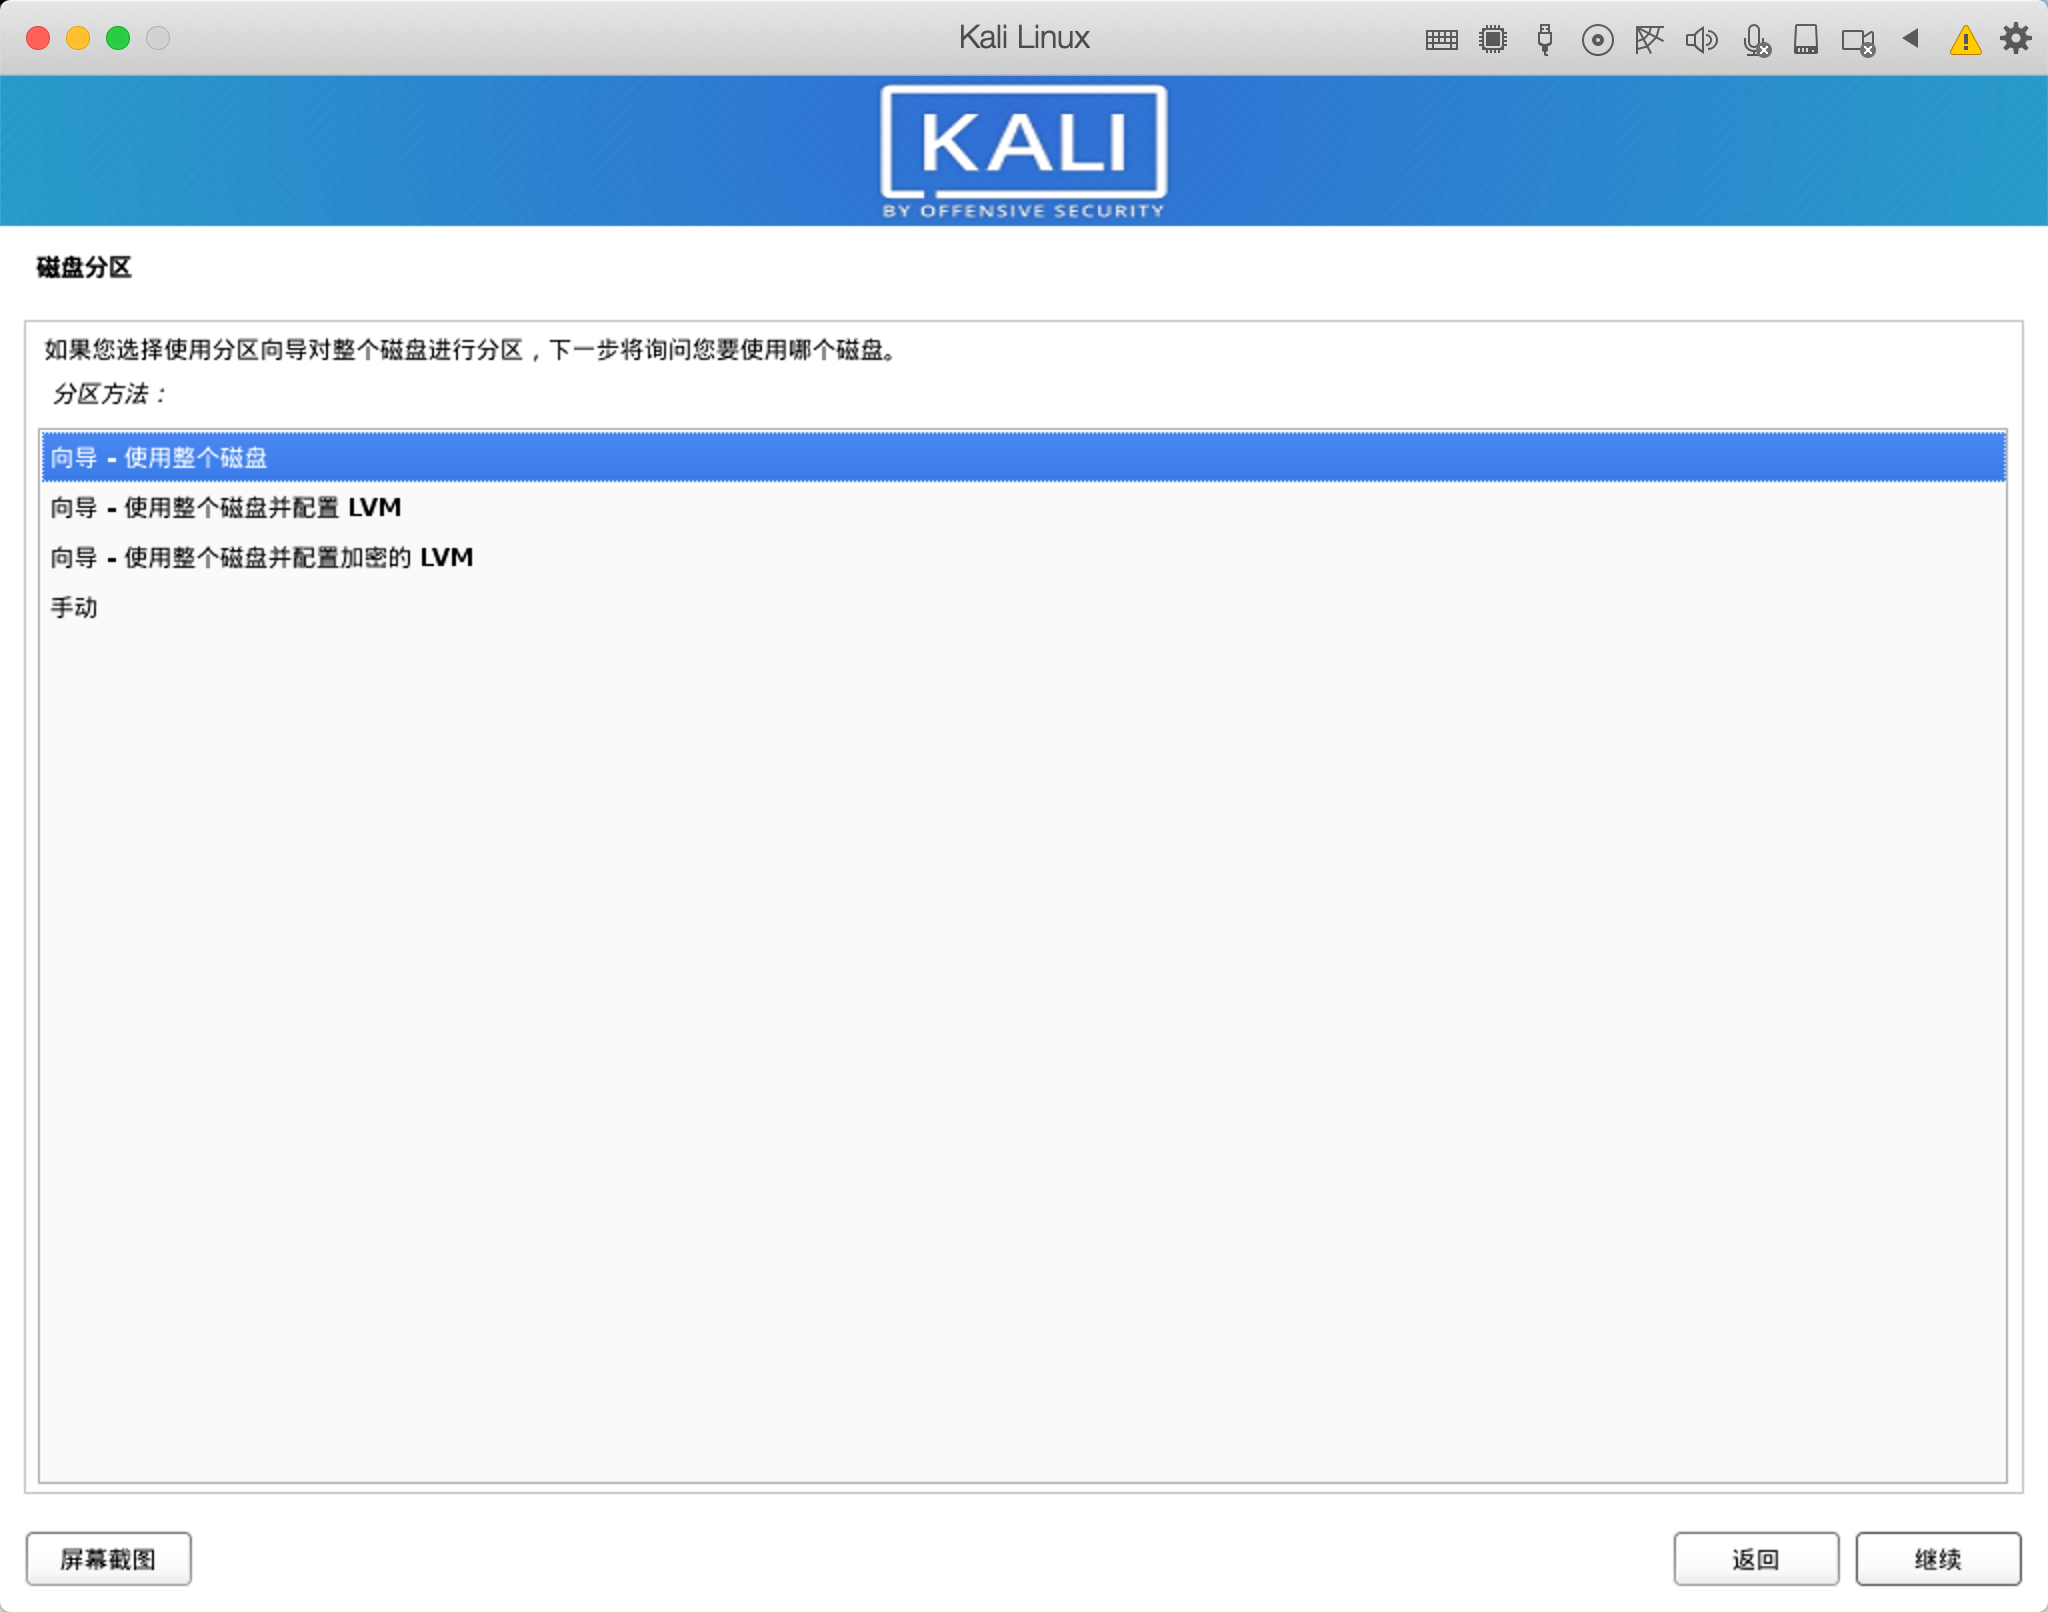 Kali Linux
KALI
BY OFFENSIVE SECURITY
磁盘分区
如果您选择使用分区向导对整个磁盘进行分区，下一步将询问您要使用哪个磁盘。
分区方法：
向导 - 使用整个磁盘
向导 - 使用整个磁盘并配置 LVM
向导 - 使用整个磁盘并配置加密的 LVM
手动
屏幕截图
返回
继续